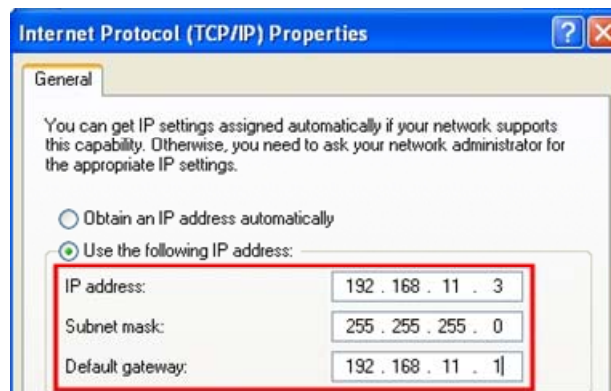 Internet Protocol (TCP/IP) Properties
General
You can get IP settings assigned automatically if your network supports
this capability. Otherwise, you need to ask your network administrator for
the appropriate IP settings.
Obtain an IP address automatically
Use the following IP address:
IP address: 192 . 168 . 11 . 3
Subnet mask: 255 . 255 . 255 . 0
Default gateway: 192 . 168 . 11 . 1